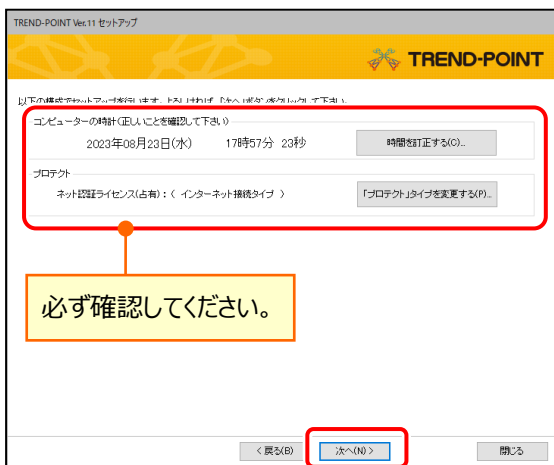 TREND-POINT Ver.11 セットアップ
TREND-POINT
以下の構成でセットアップを行います。よろしければ「次へ」ボタンをクリックして下さい。
コンピューターの時計(正しいことを確認して下さい)
2023年08月23日(水) 17時57分 23秒
時間を訂正する(C)...
プロテクト
ネット認証ライセンス(占有):( インターネット接続タイプ )
「プロテクト」タイプを変更する(P)...
必ず確認してください。
< 戻る(B)
次へ(N) >
閉じる